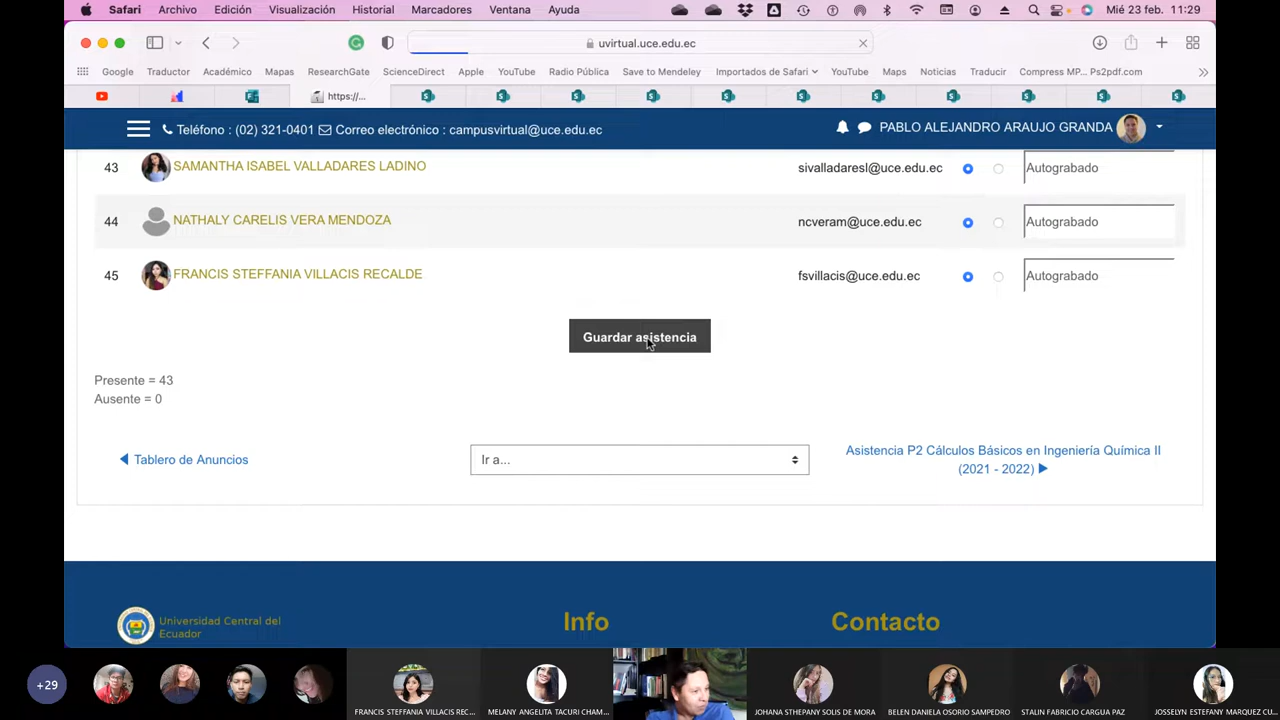 Safari Archivo Edición Visualización Historial Marcadores Ventana Ayuda Mié 23 feb. 11:29
uvirtual.uce.edu.ec
Google Traductor Académico Mapas ResearchGate ScienceDirect Apple YouTube Radio Pública Save to Mendeley Importados de Safari YouTube Maps Noticias Traducir Compress MP... Ps2pdf.com
https://...
Teléfono : (02) 321-0401 Correo electrónico : campusvirtual@uce.edu.ec PABLO ALEJANDRO ARAUJO GRANDA
43 SAMANTHA ISABEL VALLADARES LADINO sivalladaresl@uce.edu.ec Autograbado
44 NATHALY CARELIS VERA MENDOZA ncveram@uce.edu.ec Autograbado
45 FRANCIS STEFFANIA VILLACIS RECALDE fsvillacis@uce.edu.ec Autograbado
Guardar asistencia
Presente = 43
Ausente = 0
Tablero de Anuncios
Ir a...
Asistencia P2 Cálculos Básicos en Ingeniería Química II
(2021 - 2022)
Universidad Central del
Ecuador
Info
Contacto
+29
FRANCIS STEFFANIA VILLACIS REC... MELANY ANGELITA TACURI CHAM... JOHANA STHEPANY SOLIS DE MORA BELEN DANIELA OSORIO SAMPEDRO STALIN FABRICIO CARGUA PAZ JOSSELYN ESTEFANY MARQUEZ CU...